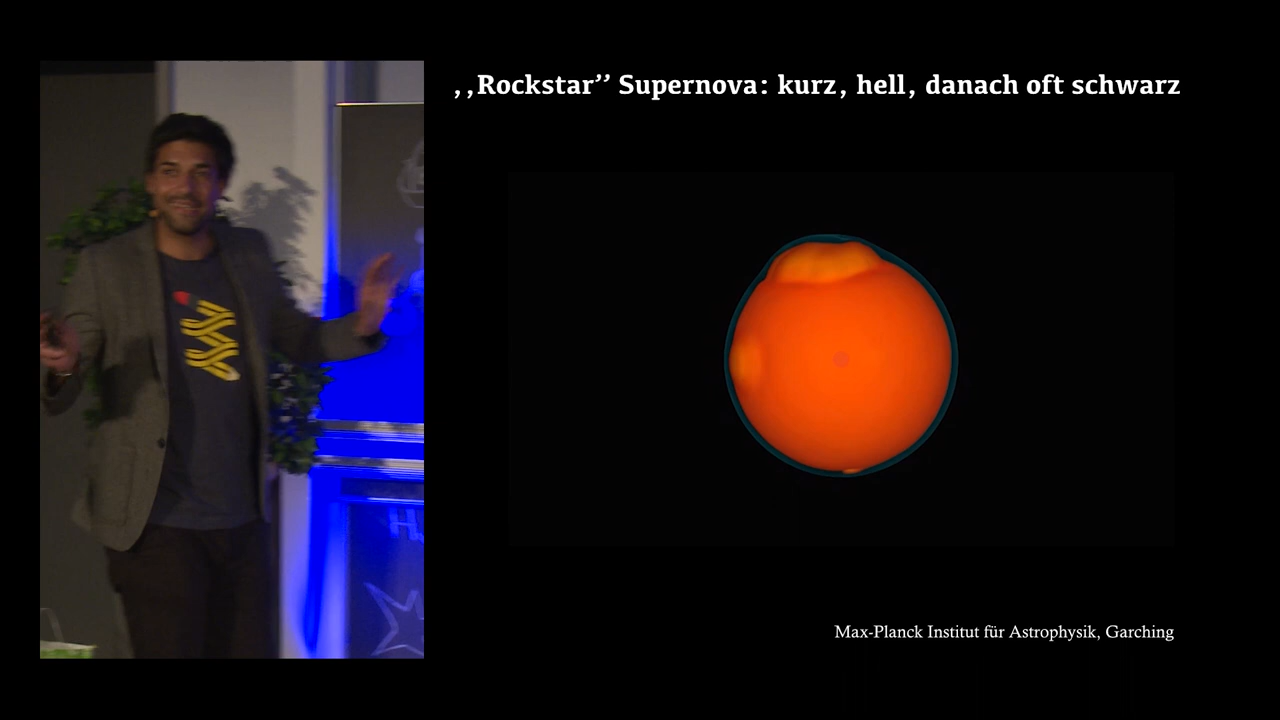 ,,Rockstar’’ Supernova: kurz, hell, danach oft schwarz
Max-Planck Institut für Astrophysik, Garching